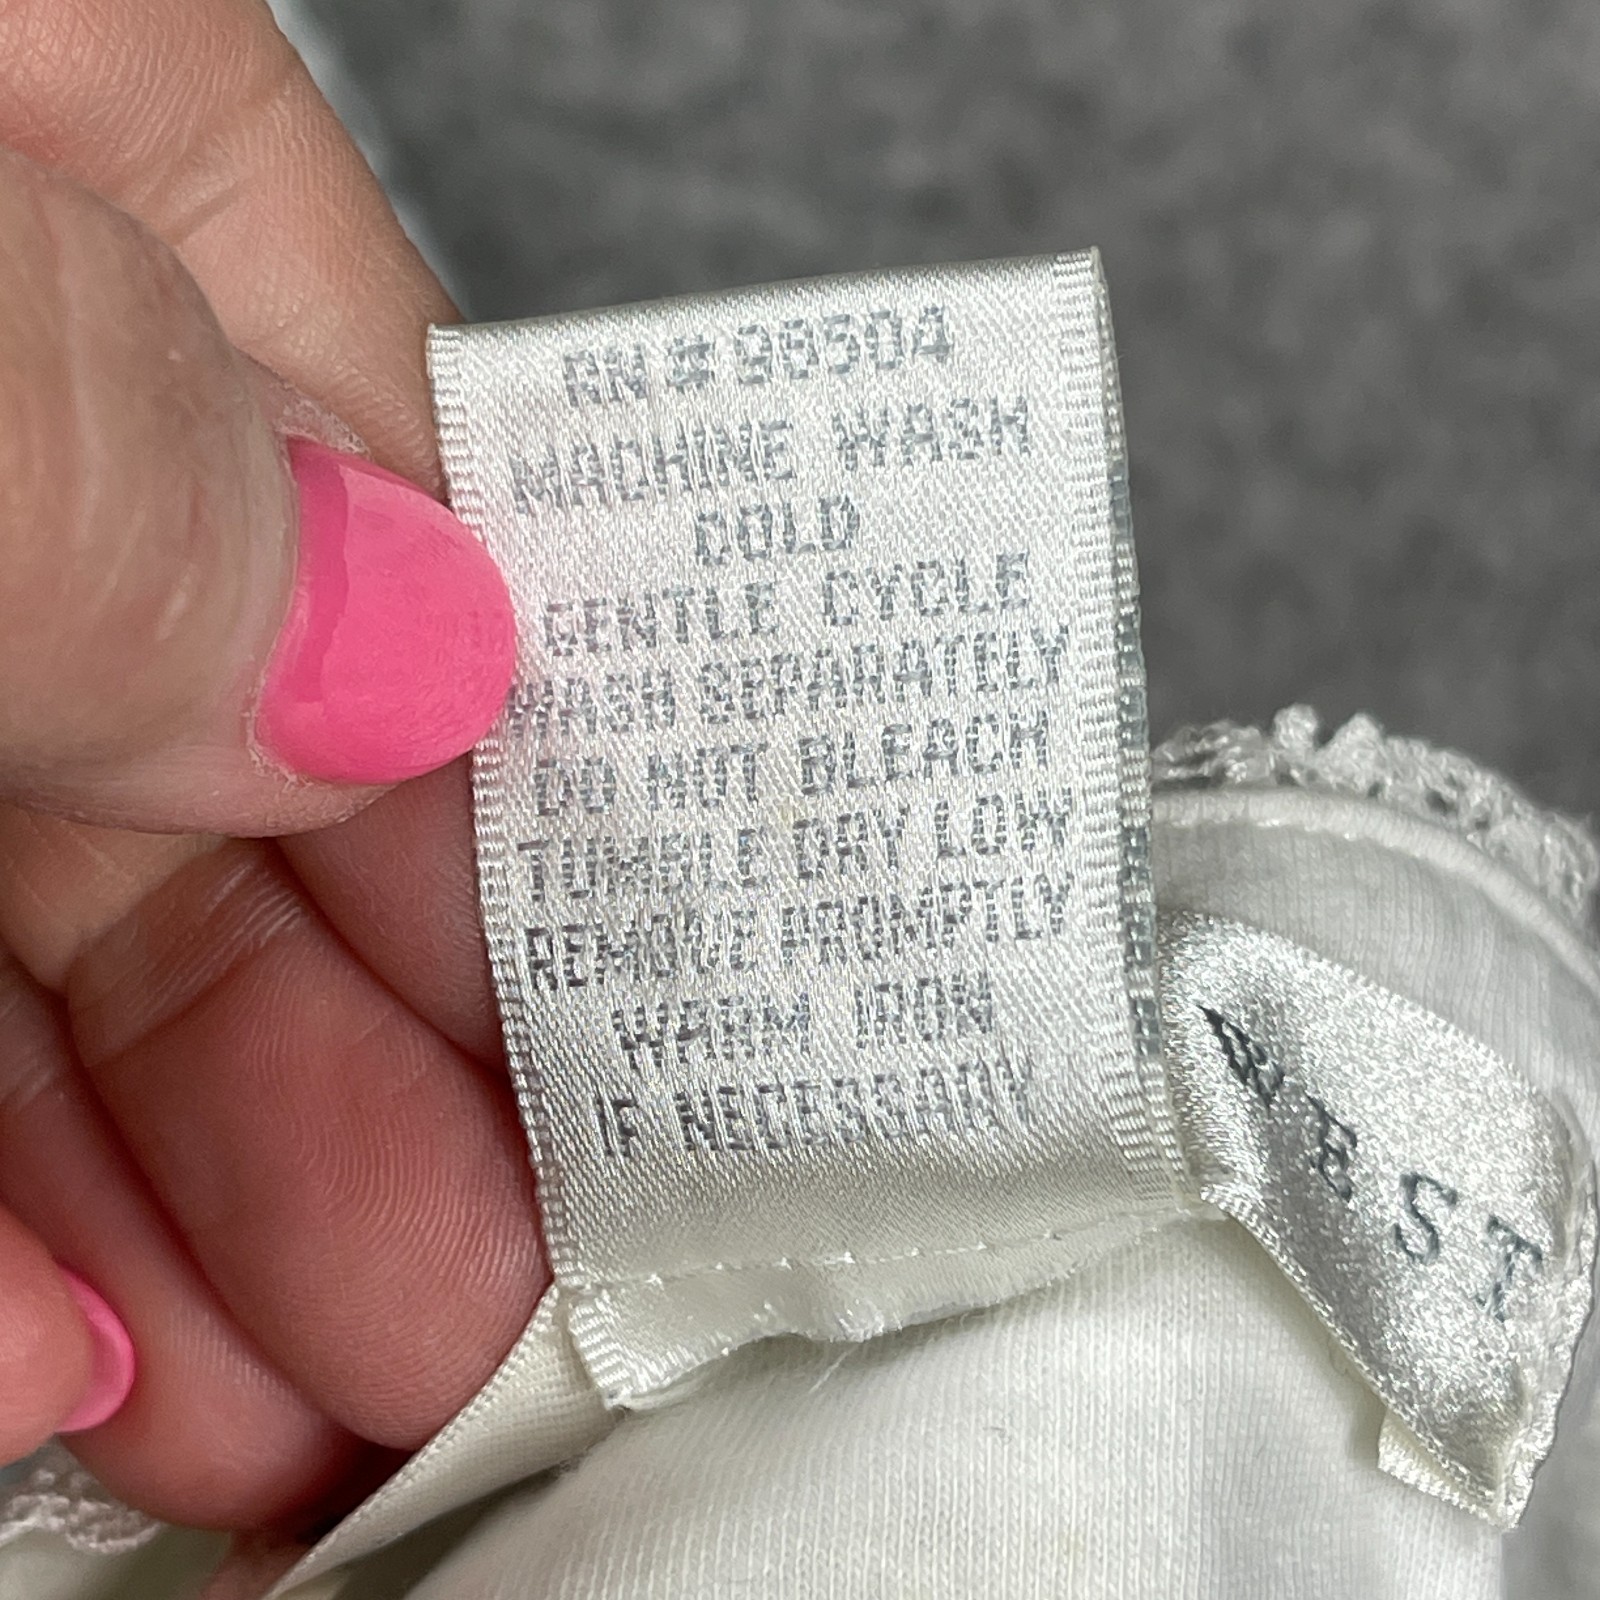 RN # 96504
MACHINE WASH
COLD
GENTLE CYCLE
WASH SEPARATELY
DO NOT BLEACH
TUMBLE DRY LOW
REMOVE PROMPTLY
WARM IRON
IF NECESSARY
WEST